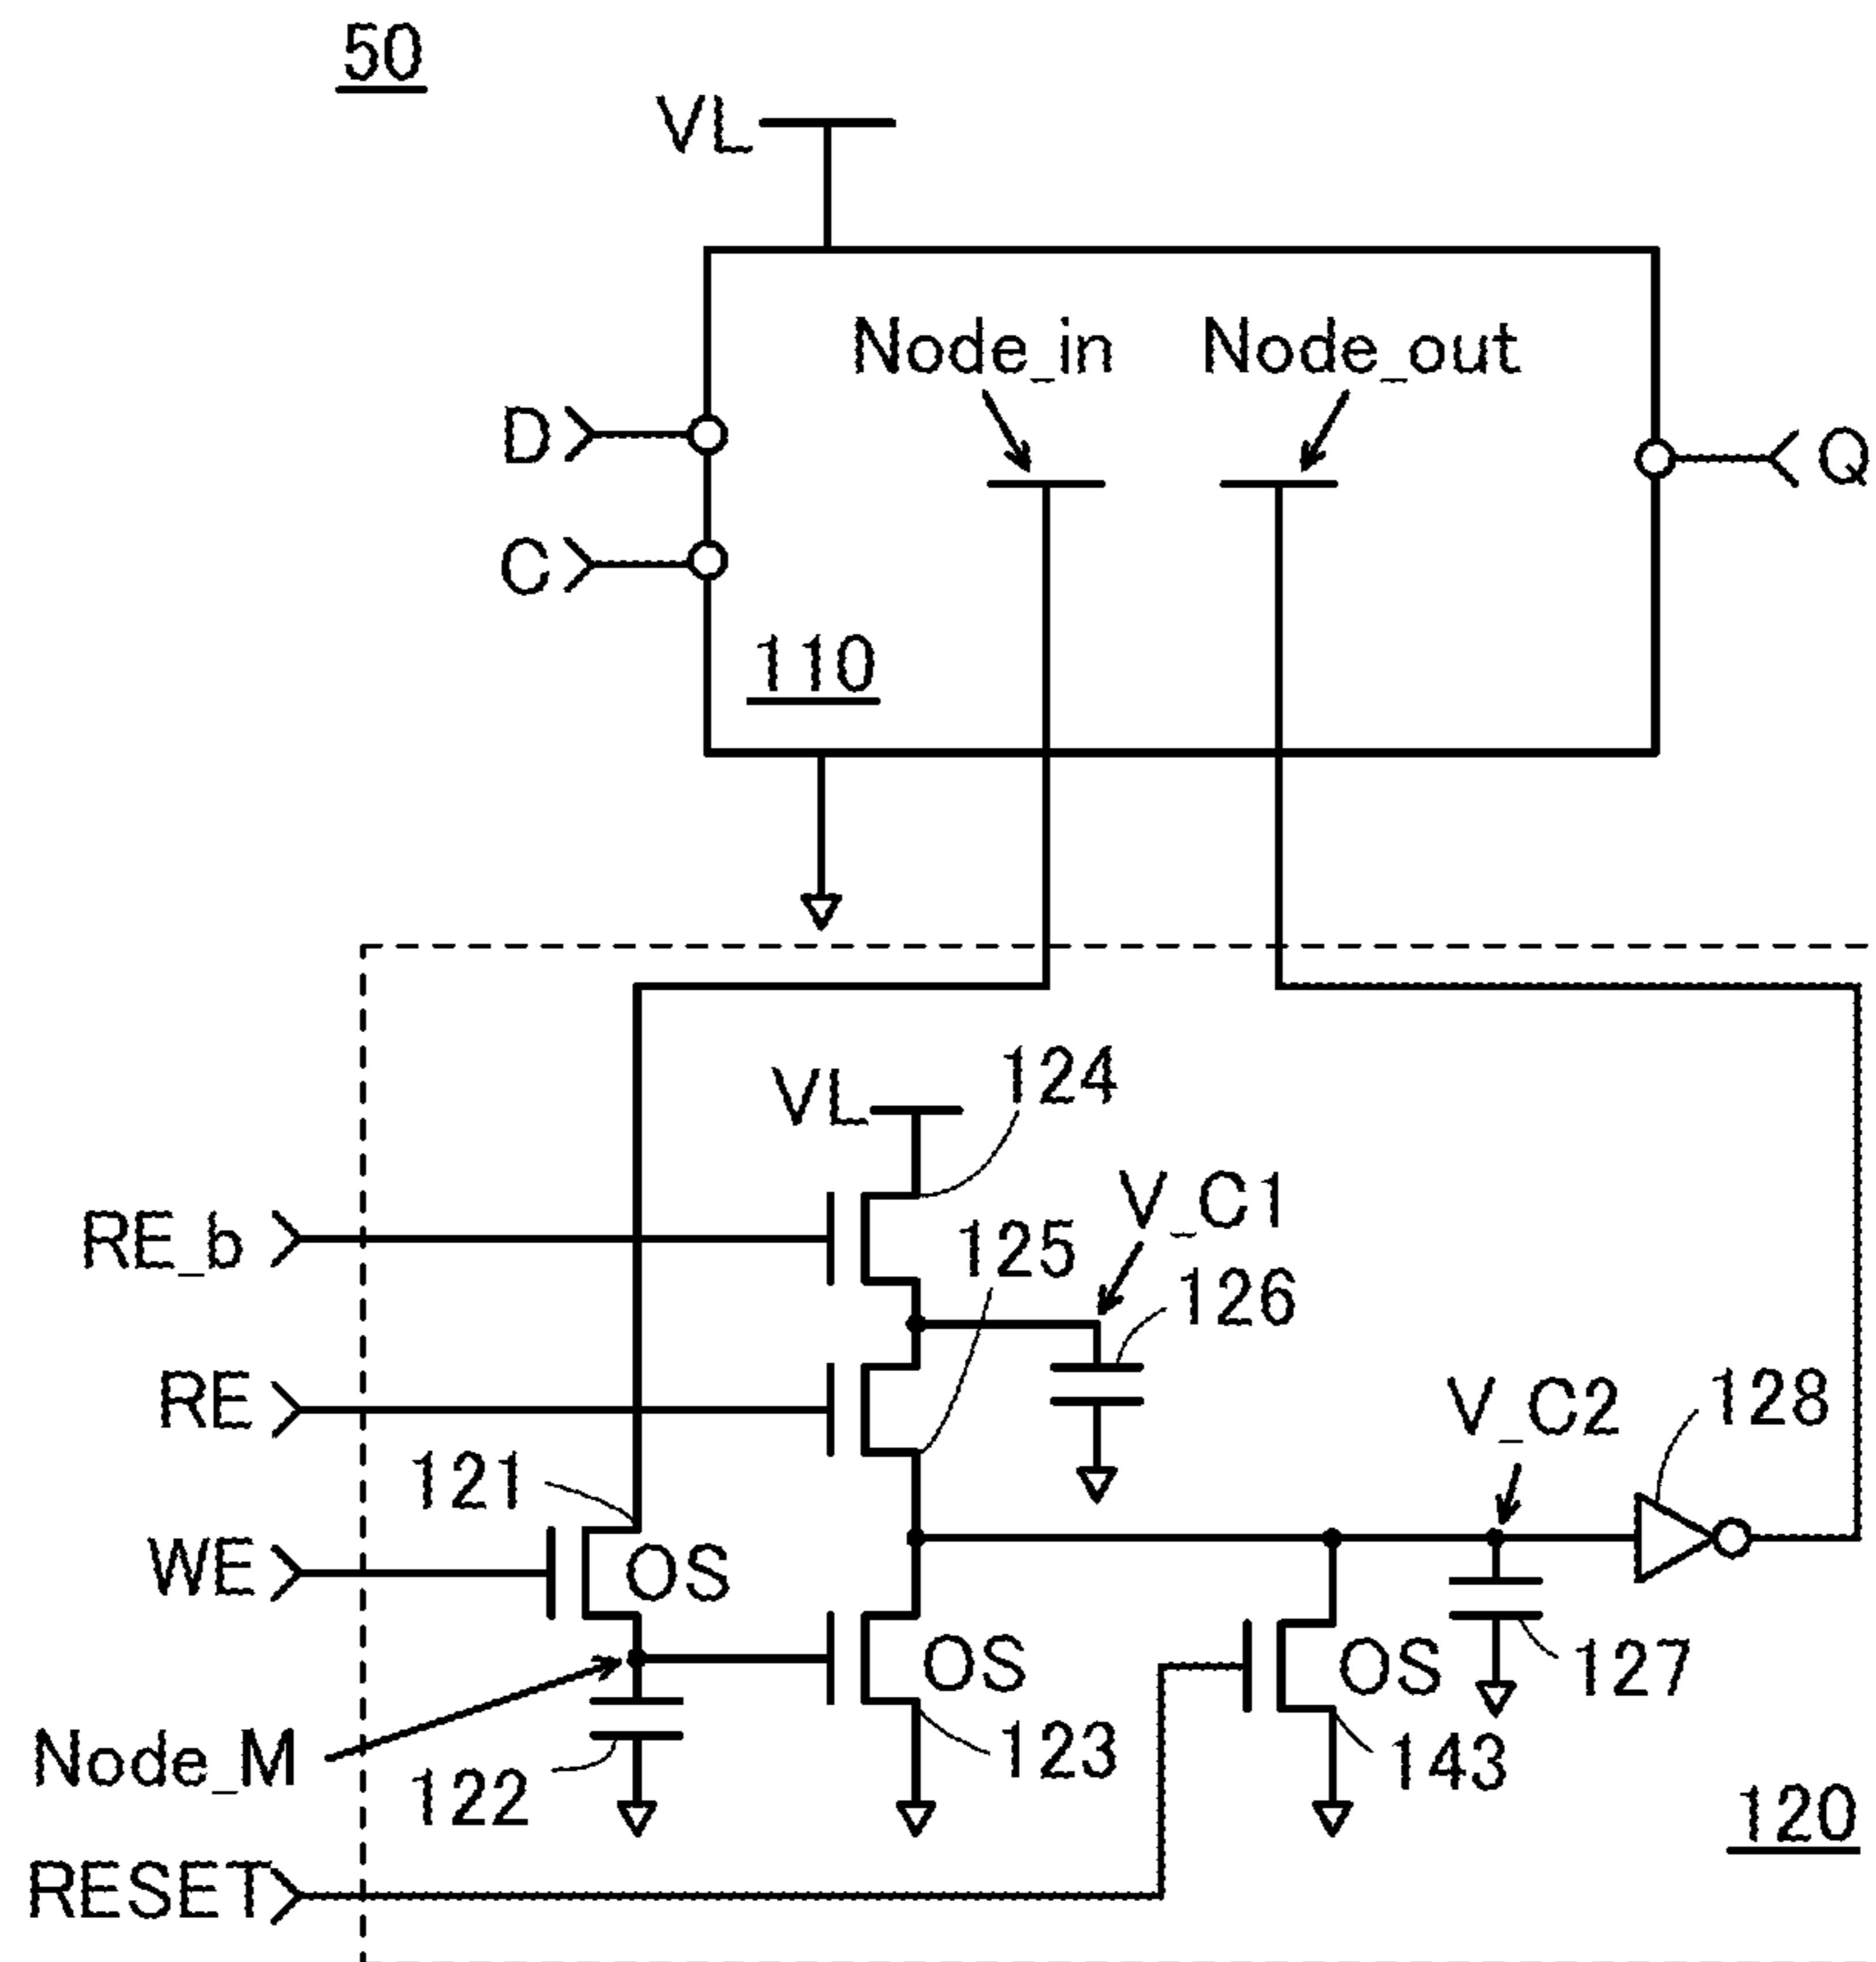 50
VL
Node_in Node_out
D
Q
C
110
VL
124
V_C1
RE_b
125
126
RE
V_C2
128
121
WE
OS
OS
OS
127
Node_M
122
123
143
120
RESET